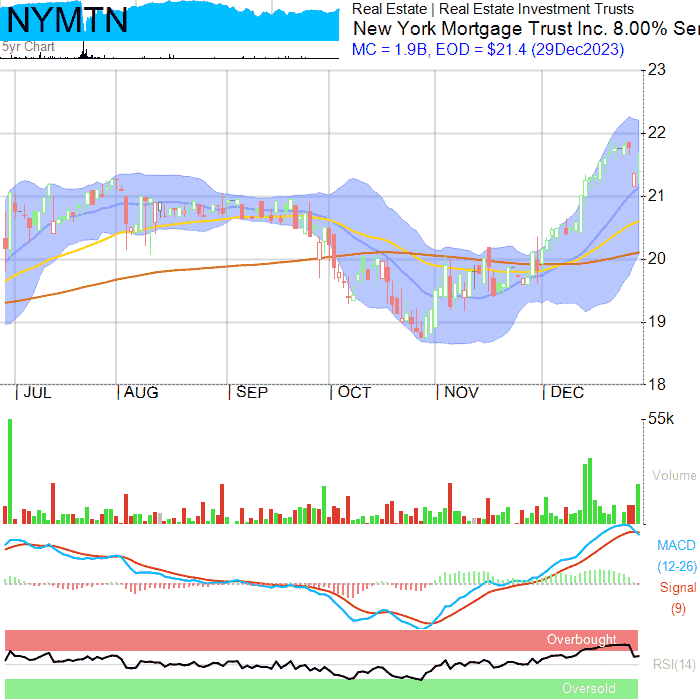 NYMTN
5yr Chart
Real Estate | Real Estate Investment Trusts
New York Mortgage Trust Inc. 8.00% Ser
MC = 1.9B, EOD = $21.4 (29Dec2023)
23
22
21
20
19
18
JUL AUG SEP OCT NOV DEC
55k
Volume
MACD
(12-26)
Signal
(9)
Overbought
RSI(14)
Oversold